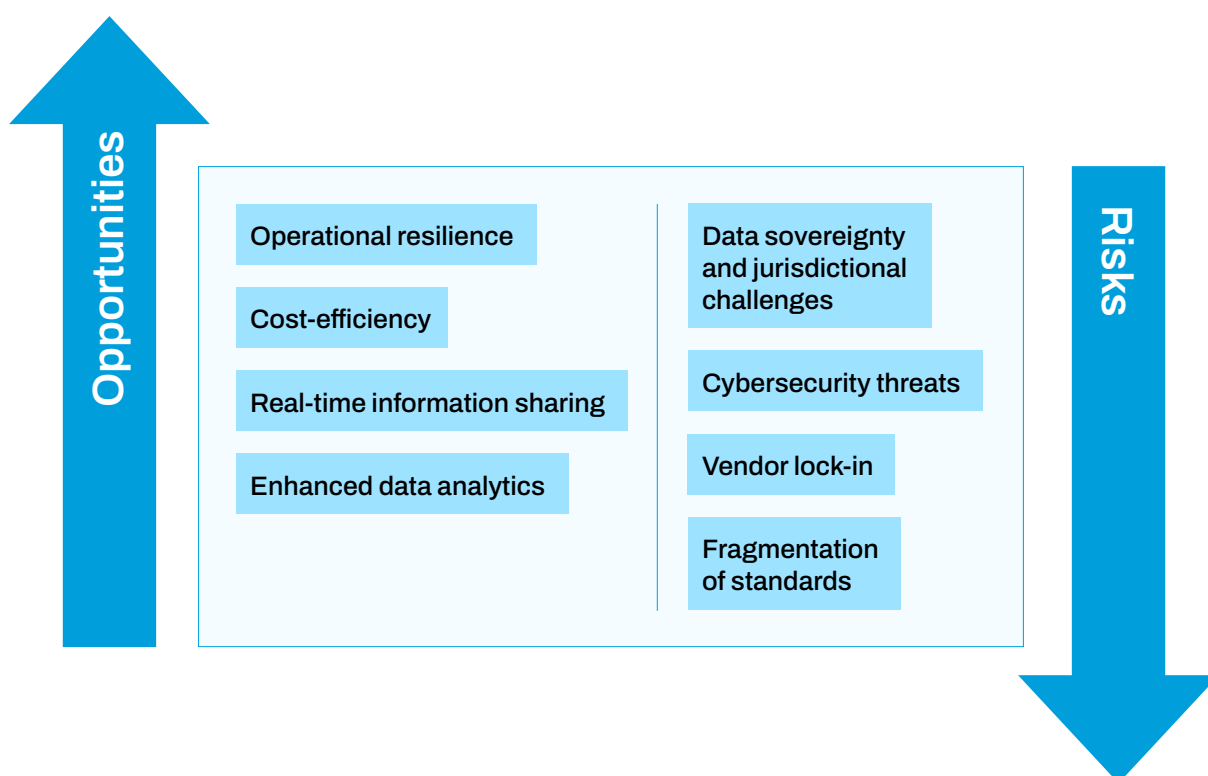 Opportunities
Operational resilience
Cost-efficiency
Real-time information sharing
Enhanced data analytics
Data sovereignty
and jurisdictional
challenges
Cybersecurity threats
Vendor lock-in
Fragmentation
of standards
Risks